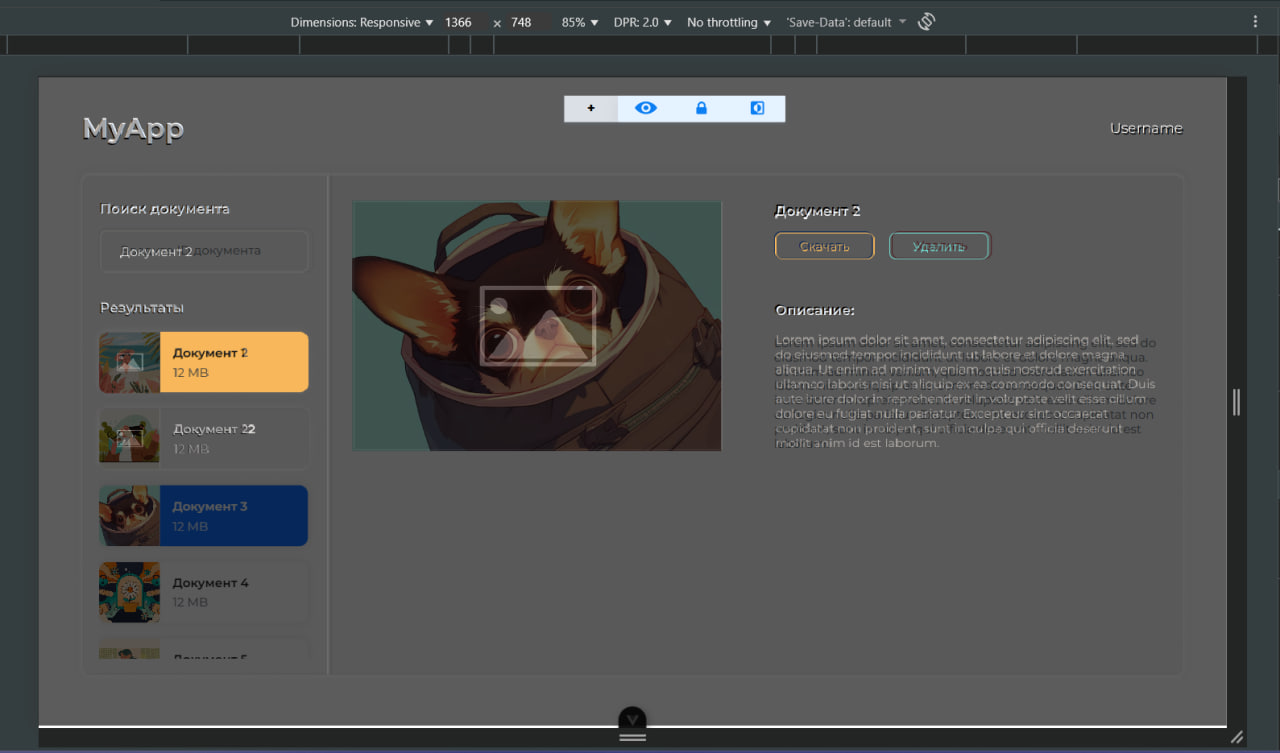 Dimensions: Responsive ▼ 1366 x 748 85% ▼ DPR: 2.0 ▼ No throttling ▼ 'Save-Data': default ▼
+
MyApp
Username
Поиск документа
Документ 2 документа
Результаты
Документ 2
12 MB
Документ 22
12 MB
Документ 3
12 MB
Документ 4
12 MB
Документ 5
Документ 2
Скачать
Удалить
Описание:
Lorem ipsum dolor sit amet, consectetur adipiscing elit, sed
do eiusmod tempor incididunt ut labore et dolore magna
aliqua. Ut enim ad minim veniam, quis nostrud exercitation
ullamco laboris nisi ut aliquip ex ea commodo consequat. Duis
aute irure dolor in reprehenderit in voluptate velit esse cillum
dolore eu fugiat nulla pariatur. Excepteur sint occaecat
cupidatat non proident, sunt in culpa qui officia deserunt
mollit anim id est laborum.